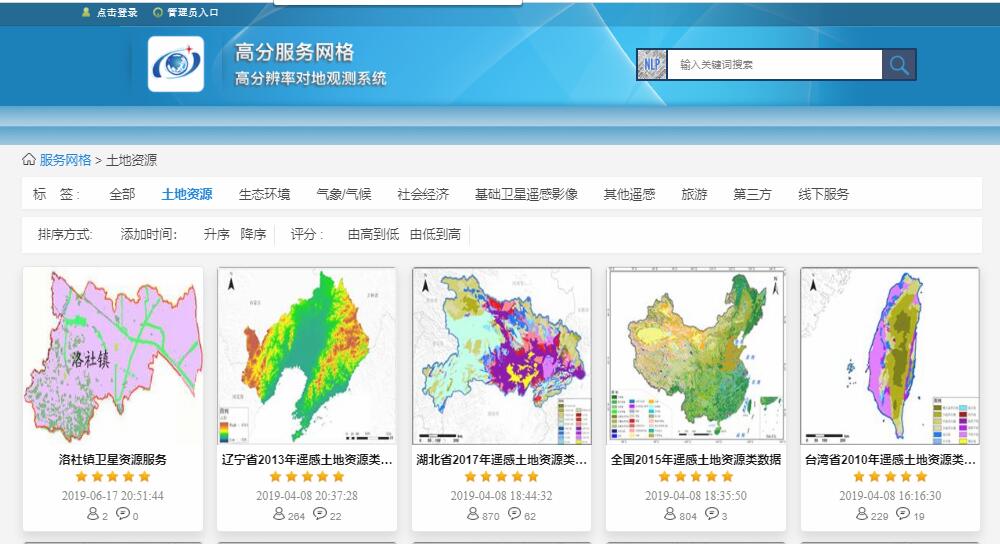 点击登录 管理员入口
高分服务网格
高分辨率对地观测系统
NLP 输入关键词搜索
服务网格 > 土地资源
标 签: 全部 土地资源 生态环境 气象/气候 社会经济 基础卫星遥感影像 其他遥感 旅游 第三方 线下服务
排序方式: 添加时间: 升序 降序 评分: 由高到低 由低到高
洛社镇
洛社镇卫星资源服务
2019-06-17 20:51:44
2 0
辽宁省2013年遥感土地资源类...
2019-04-08 20:37:28
264 22
湖北省2017年遥感土地资源类...
2019-04-08 18:44:32
870 62
全国2015年遥感土地资源类数据
2019-04-08 18:35:50
804 3
台湾省2010年遥感土地资源类...
2019-04-08 16:16:30
229 19